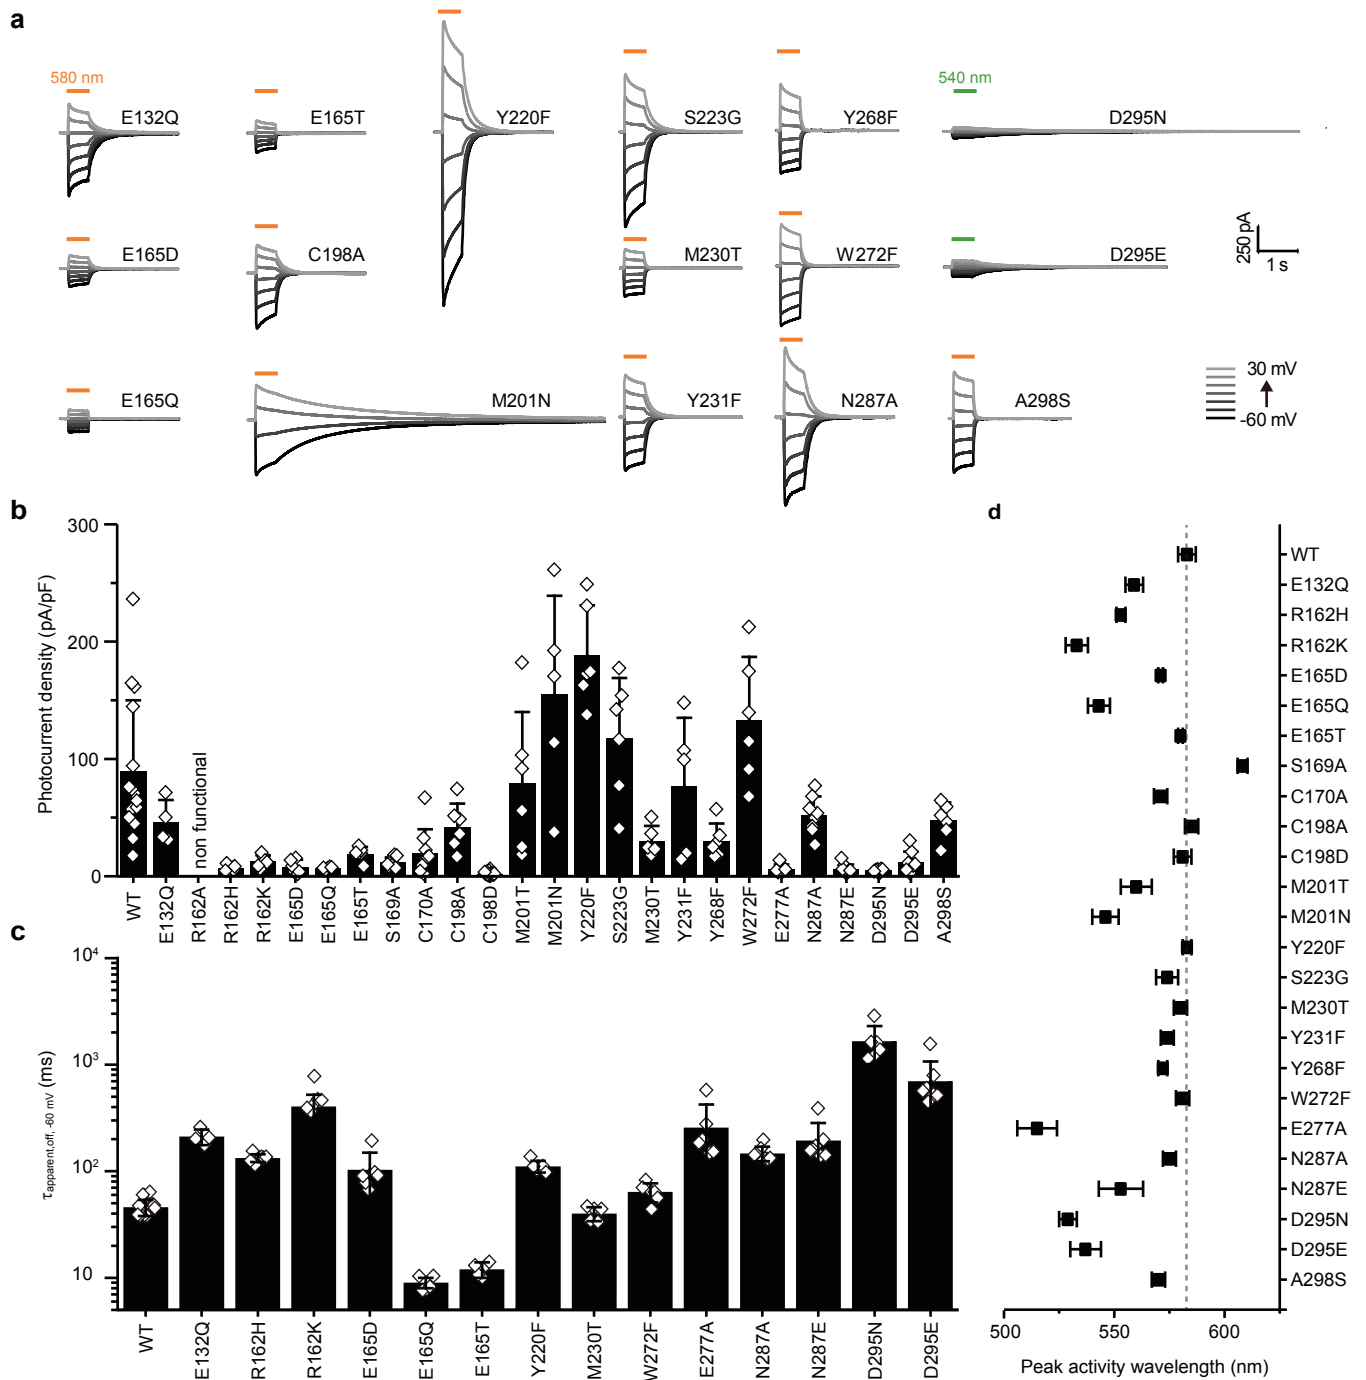 a
580 nm
540 nm
E132Q
E165T
Y220F
S223G
Y268F
D295N
E165D
C198A
M230T
W272F
D295E
250 pA
1 s
E165Q
M201N
Y231F
N287A
A298S
30 mV
-60 mV
b
Photocurrent density (pA/pF)
300
200
100
0
non functional
WT
E132Q
R162A
R162H
R162K
E165D
E165Q
E165T
S169A
C170A
C198A
C198D
M201T
M201N
Y220F
S223G
M230T
Y231F
Y268F
W272F
E277A
N287A
N287E
D295N
D295E
A298S
c
τapparent,off, -60 mV (ms)
10⁴
10³
10²
10
WT
E132Q
R162H
R162K
E165D
E165Q
E165T
Y220F
M230T
W272F
E277A
N287A
N287E
D295N
D295E
d
WT
E132Q
R162H
R162K
E165D
E165Q
E165T
S169A
C170A
C198A
C198D
M201T
M201N
Y220F
S223G
M230T
Y231F
Y268F
W272F
E277A
N287A
N287E
D295N
D295E
A298S
500
550
600
Peak activity wavelength (nm)